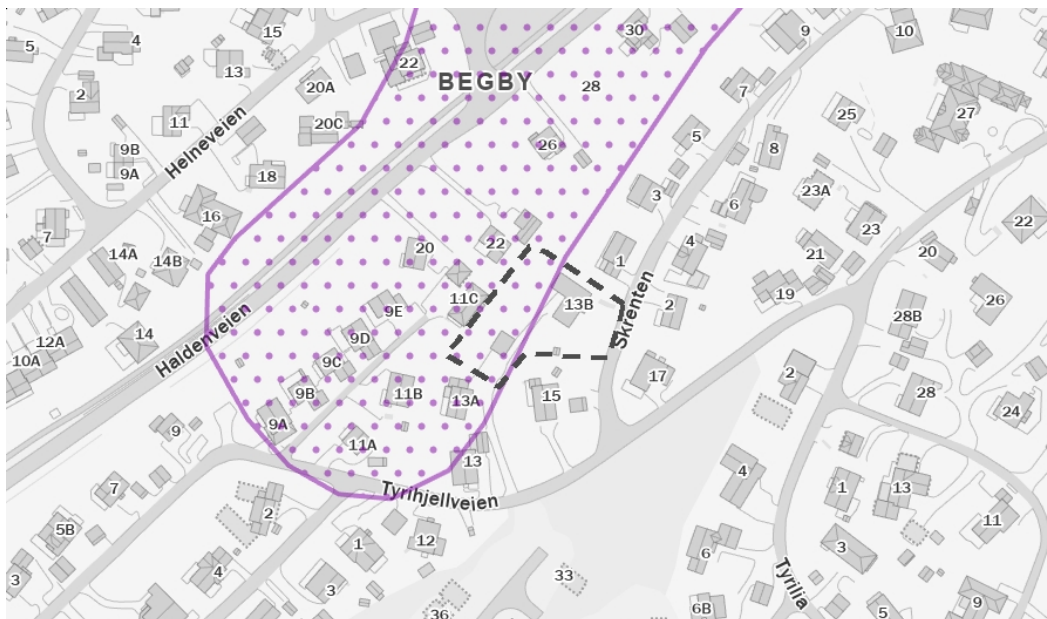 15
30
9
10
5
4
13
22
20A
BEGBY
28
7
2
11
20C
25
27
Helneveien
5
8
9B
9A
26
18
3
23A
6
16
23
22
7
14A
14B
20
22
1
4
21
20
19
26
11C
13B
Skrenten
2
9E
28B
14
12A
10A
Haldenveien
9D
9C
17
2
9B
11B
13A
15
28
24
9A
9
11A
13
4
7
Tyrihjellveien
1
13
2
11
5B
12
1
6
3
3
4
3
33
Tyrilia
36
6B
5
9